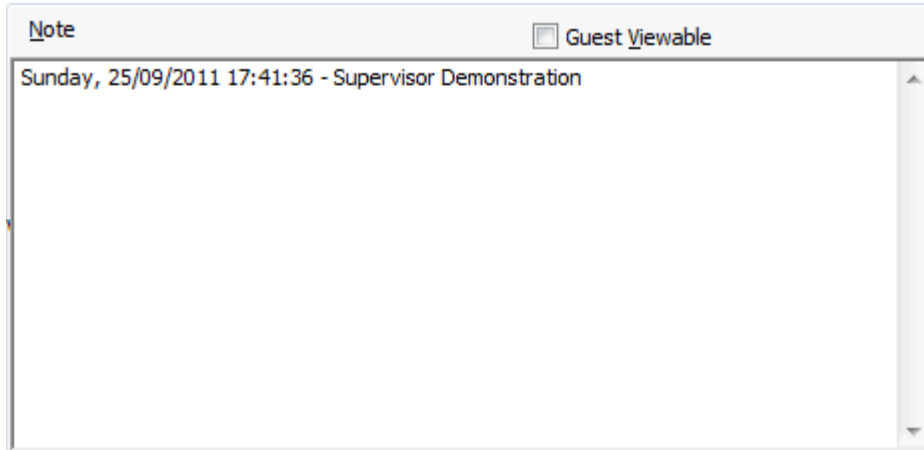 Note
Guest Viewable
Sunday, 25/09/2011 17:41:36 - Supervisor Demonstration